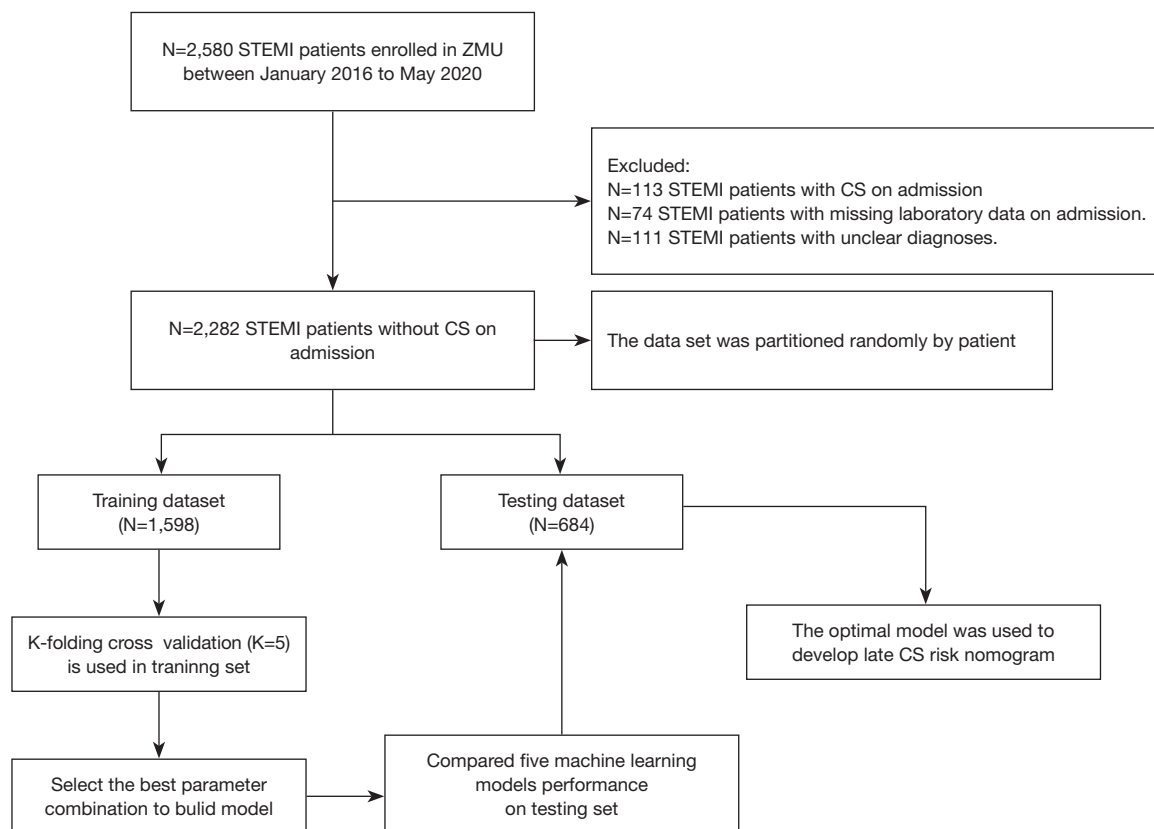 N=2,580 STEMI patients enrolled in ZMU
between January 2016 to May 2020
Excluded:
N=113 STEMI patients with CS on admission
N=74 STEMI patients with missing laboratory data on admission.
N=111 STEMI patients with unclear diagnoses.
N=2,282 STEMI patients without CS on
admission
The data set was partitioned randomly by patient
Training dataset
(N=1,598)
Testing dataset
(N=684)
K-folding cross validation (K=5)
is used in traninng set
The optimal model was used to
develop late CS risk nomogram
Select the best parameter
combination to bulid model
Compared five machine learning
models performance
on testing set